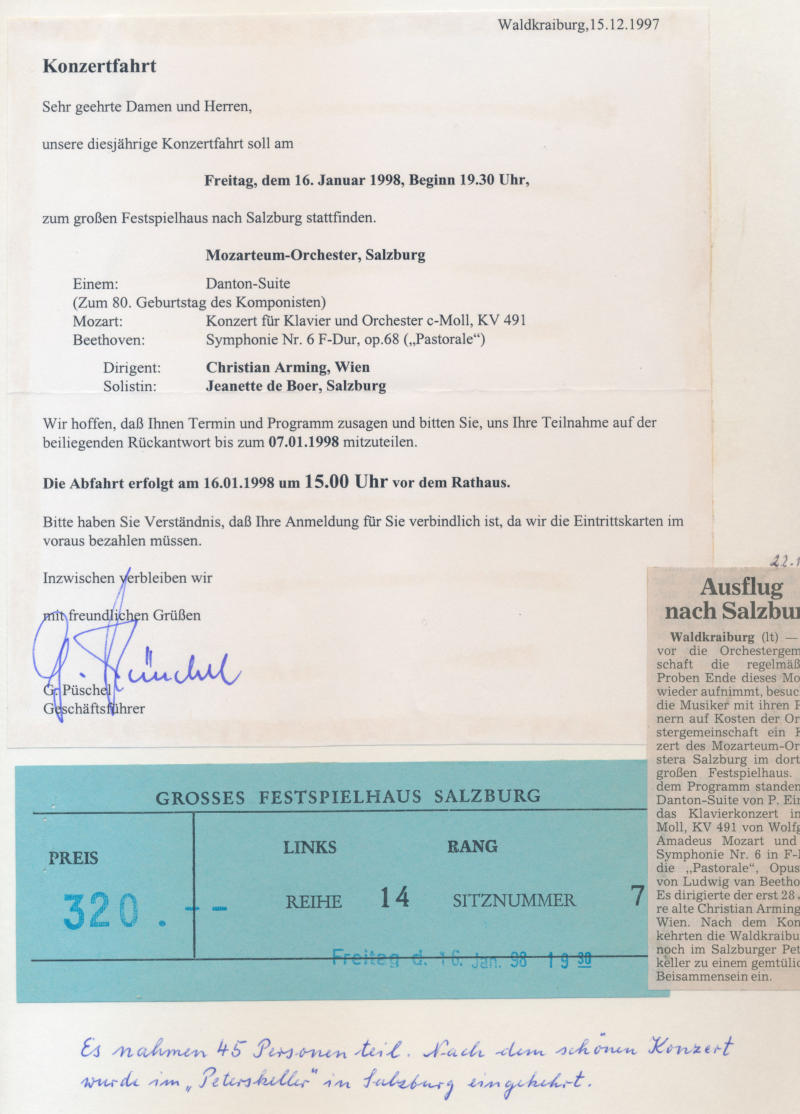 Waldkraiburg,15.12.1997
Konzertfahrt
Sehr geehrte Damen und Herren,
unsere diesjährige Konzertfahrt soll am
Freitag, dem 16. Januar 1998, Beginn 19.30 Uhr,
zum großen Festspielhaus nach Salzburg stattfinden.
Mozarteum-Orchester, Salzburg
Einem: Danton-Suite
(Zum 80. Geburtstag des Komponisten)
Mozart: Konzert für Klavier und Orchester c-Moll, KV 491
Beethoven: Symphonie Nr. 6 F-Dur, op.68 („Pastorale“)
Dirigent: Christian Arming, Wien
Solistin: Jeanette de Boer, Salzburg
Wir hoffen, daß Ihnen Termin und Programm zusagen und bitten Sie, uns Ihre Teilnahme auf der
beiliegenden Rückantwort bis zum 07.01.1998 mitzuteilen.
Die Abfahrt erfolgt am 16.01.1998 um 15.00 Uhr vor dem Rathaus.
Bitte haben Sie Verständnis, daß Ihre Anmeldung für Sie verbindlich ist, da wir die Eintrittskarten im
voraus bezahlen müssen.
Inzwischen verbleiben wir
mit freundlichen Grüßen
G. Püschel
G. Püschel
Geschäftsführer
22.1
Ausflug
nach Salzbur
Waldkraiburg (lt) —
vor die Orchestergem
schaft die regelmäß
Proben Ende dieses Mo
wieder aufnimmt, besuc
die Musiker mit ihren P
nern auf Kosten der Or
stergemeinschaft ein K
zert des Mozarteum-Or
stera Salzburg im dort
großen Festspielhaus.
dem Programm standen
Danton-Suite von P. Ein
das Klavierkonzert in
Moll, KV 491 von Wolfg
Amadeus Mozart und
Symphonie Nr. 6 in F-
die „Pastorale“, Opus
von Ludwig van Beetho
Es dirigierte der erst 28
re alte Christian Arming
Wien. Nach dem Kon
kehrten die Waldkraibu
noch im Salzburger Pet
keller zu einem gemütlic
Beisammensein ein.
GROSSES FESTSPIELHAUS SALZBURG
PREIS LINKS RANG
320.-- REIHE 14 SITZNUMMER 7
Freitag d. 16. Jan. 98 19 30
Es nahmen 45 Personen teil. Nach dem schönen Konzert
wurde im „Peterskeller“ in Salzburg eingekehrt.